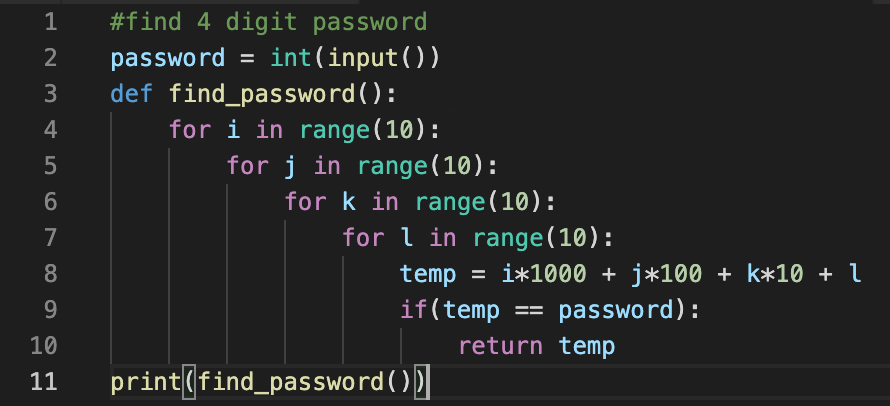 1 #find 4 digit password
2 password = int(input())
3 def find_password():
4     for i in range(10):
5         for j in range(10):
6             for k in range(10):
7                 for l in range(10):
8                     temp = i*1000 + j*100 + k*10 + l
9                     if(temp == password):
10                         return temp
11 print(find_password())